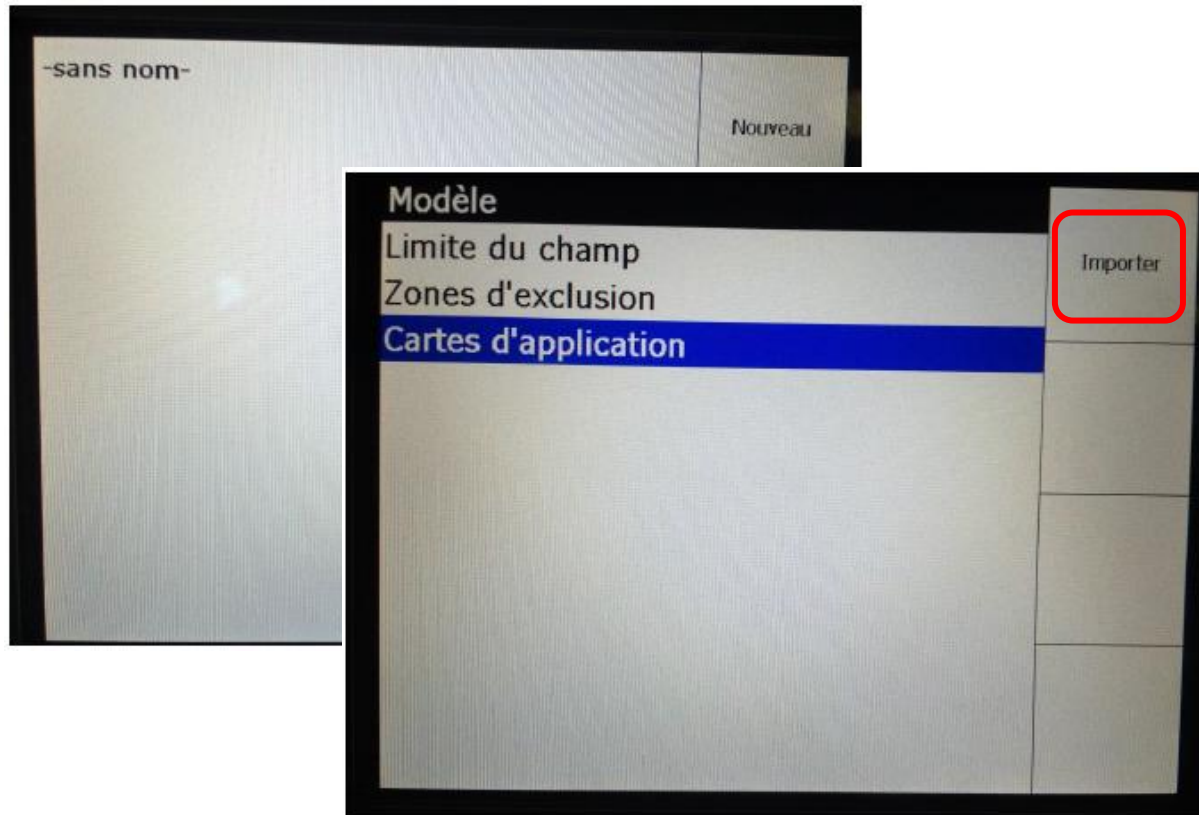 -sans nom-
Nouveau
Modèle
Limite du champ
Importer
Zones d'exclusion
Cartes d'application